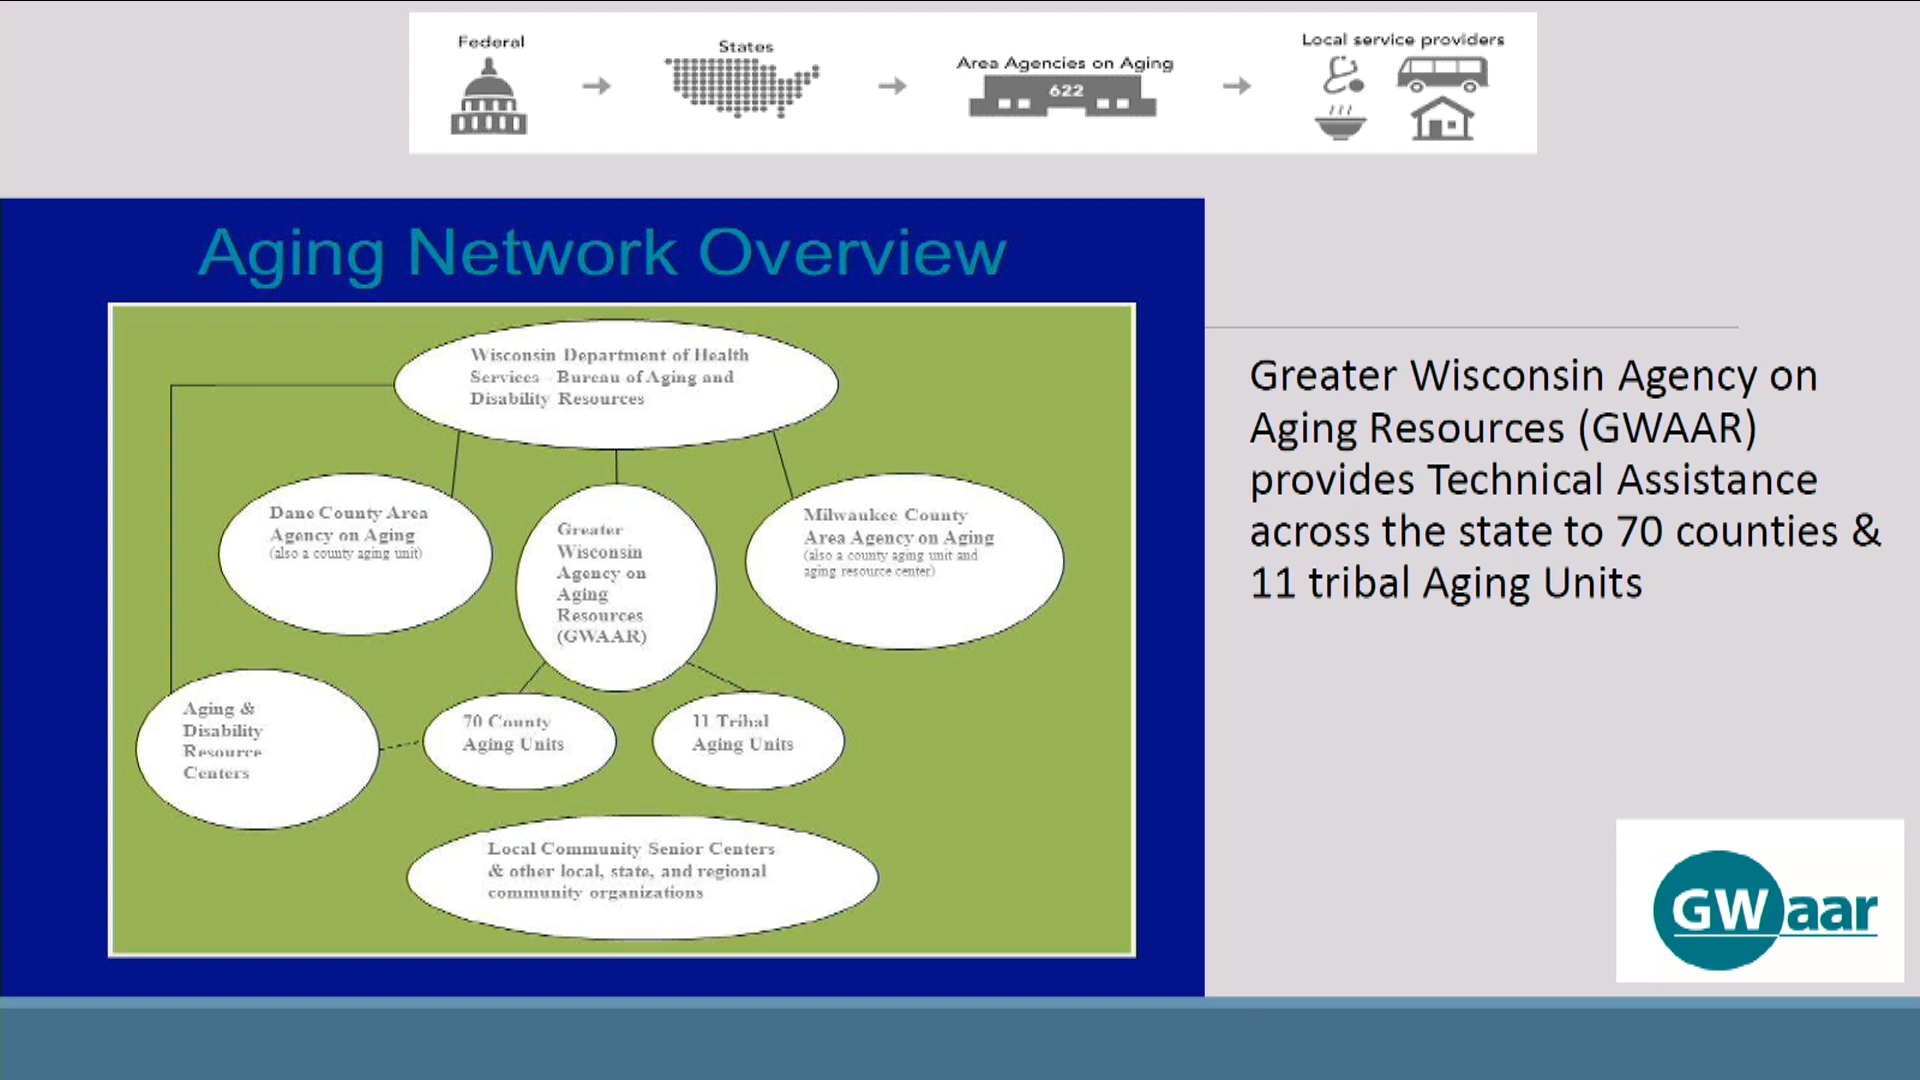 Federal
States
Area Agencies on Aging
622
Local service providers
Aging Network Overview
Wisconsin Department of Health
Services - Bureau of Aging and
Disability Resources
Dane County Area
Agency on Aging
(also a county aging unit)
Greater
Wisconsin
Agency on
Aging
Resources
(GWAAR)
Milwaukee County
Area Agency on Aging
(also a county aging unit and
aging resource center)
Aging &
Disability
Resource
Centers
70 County
Aging Units
11 Tribal
Aging Units
Local Community Senior Centers
& other local, state, and regional
community organizations
Greater Wisconsin Agency on
Aging Resources (GWAAR)
provides Technical Assistance
across the state to 70 counties &
11 tribal Aging Units
GWaar